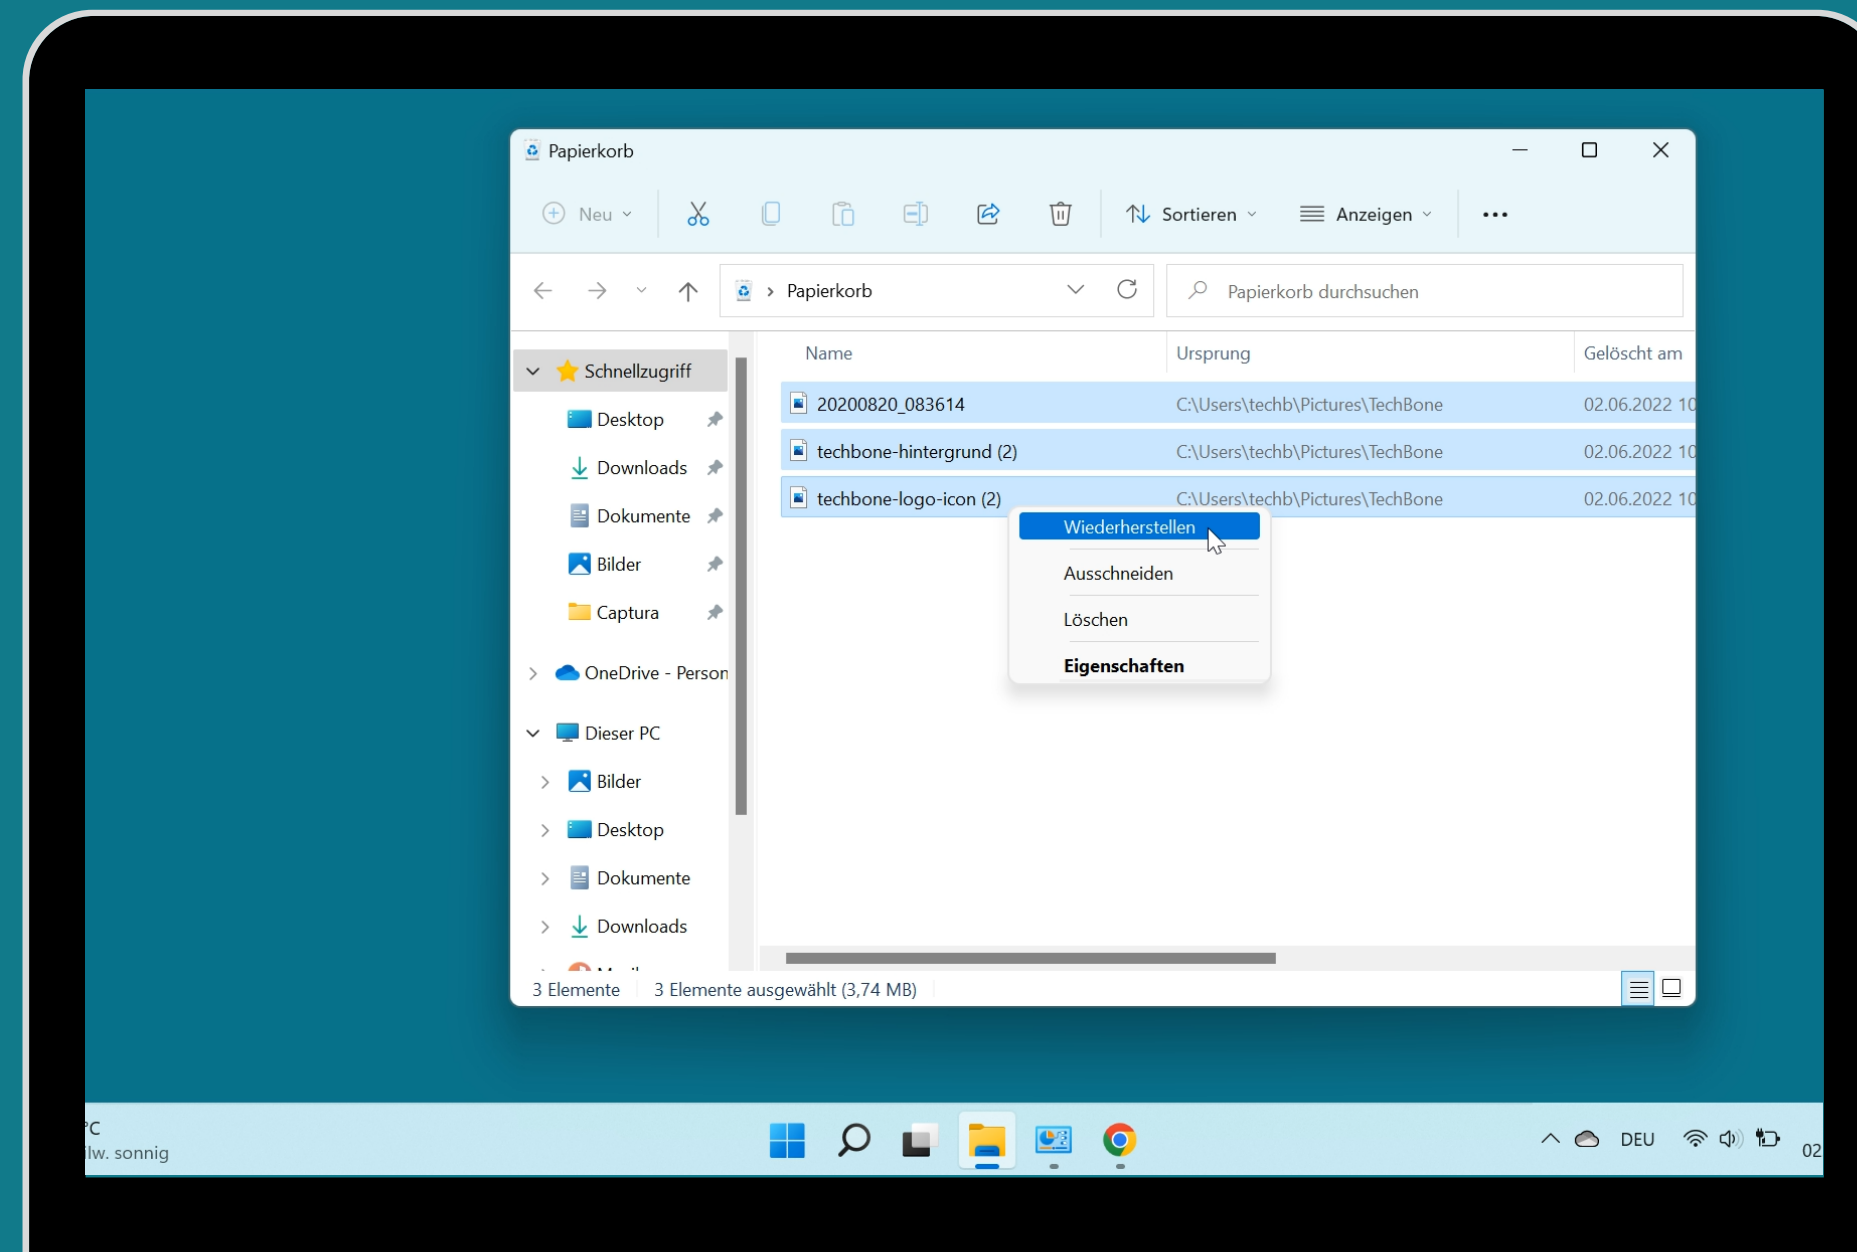 Papierkorb
Neu
Sortieren
Anzeigen
Papierkorb
Papierkorb durchsuchen
Name Ursprung Gelöscht am
Schnellzugriff
Desktop
Downloads
Dokumente
Bilder
Captura
OneDrive - Person
Dieser PC
Bilder
Desktop
Dokumente
Downloads
20200820_083614 C:\Users\techb\Pictures\TechBone 02.06.2022 10
techbone-hintergrund (2) C:\Users\techb\Pictures\TechBone 02.06.2022 10
techbone-logo-icon (2) C:\Users\techb\Pictures\TechBone 02.06.2022 10
Wiederherstellen
Ausschneiden
Löschen
Eigenschaften
3 Elemente 3 Elemente ausgewählt (3,74 MB)
°C
ilw. sonnig
DEU
02